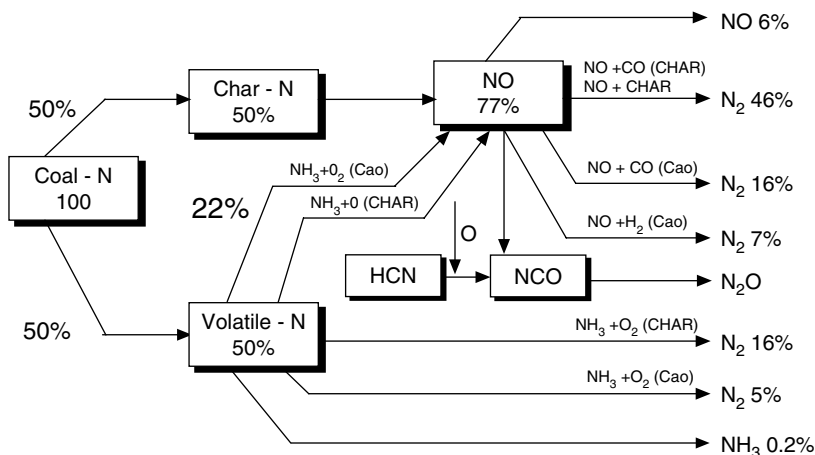 NO 6%
Char - N
50%
NO
77%
NO +CO (CHAR)
NO + CHAR
N₂ 46%
50%
Coal - N
100
NH₃+0₂ (Cao)
22%
NH₃+0 (CHAR)
NO + CO (Cao)
N₂ 16%
NO +H₂ (Cao)
N₂ 7%
O
HCN
NCO
N₂O
50%
Volatile - N
50%
NH₃ +O₂ (CHAR)
N₂ 16%
NH₃ +O₂ (Cao)
N₂ 5%
NH₃ 0.2%